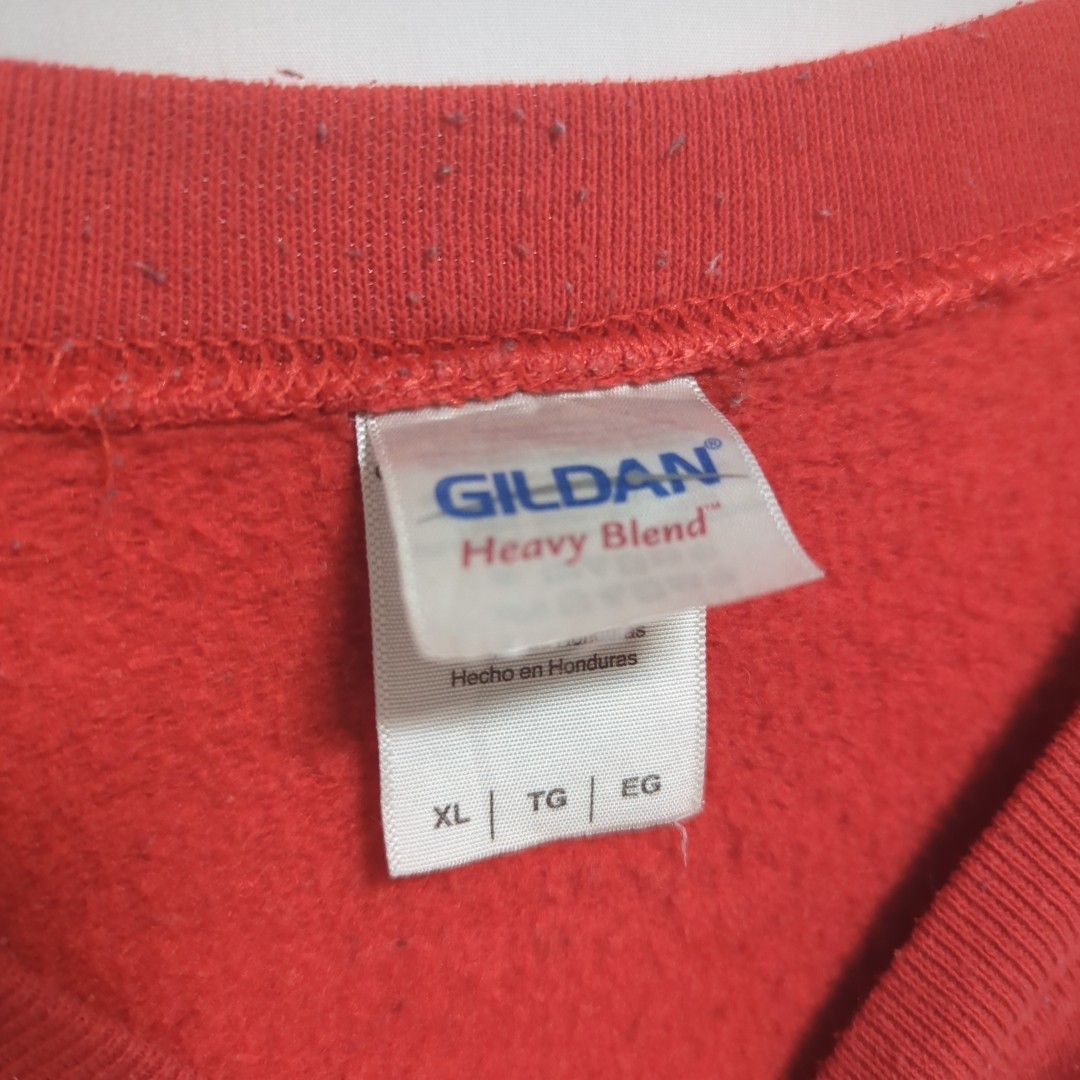 GILDAN®
Heavy Blend™
Hecho en Honduras
XL | TG | EG